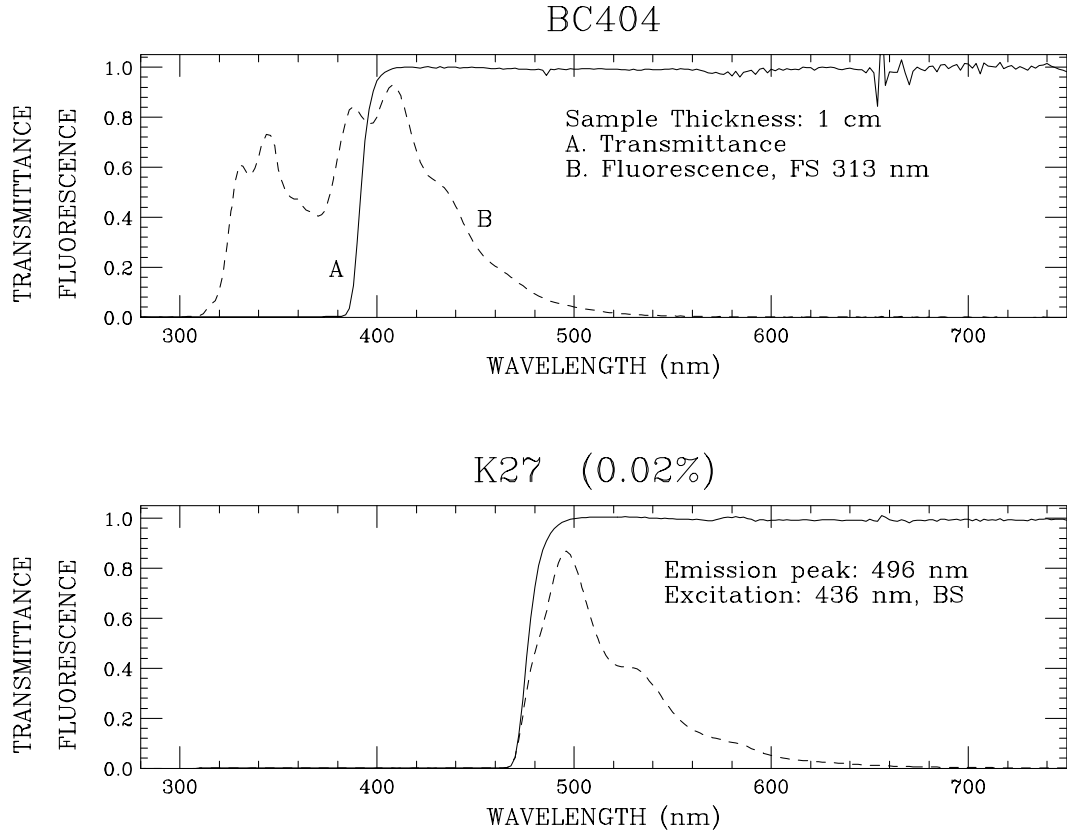 BC404
TRANSMITTANCE
FLUORESCENCE
1.0
0.8
0.6
0.4
0.2
0.0
Sample Thickness: 1 cm
A. Transmittance
B. Fluorescence, FS 313 nm
B
A
300 400 500 600 700
WAVELENGTH (nm)
K27 (0.02%)
TRANSMITTANCE
FLUORESCENCE
1.0
0.8
0.6
0.4
0.2
0.0
Emission peak: 496 nm
Excitation: 436 nm, BS
300 400 500 600 700
WAVELENGTH (nm)